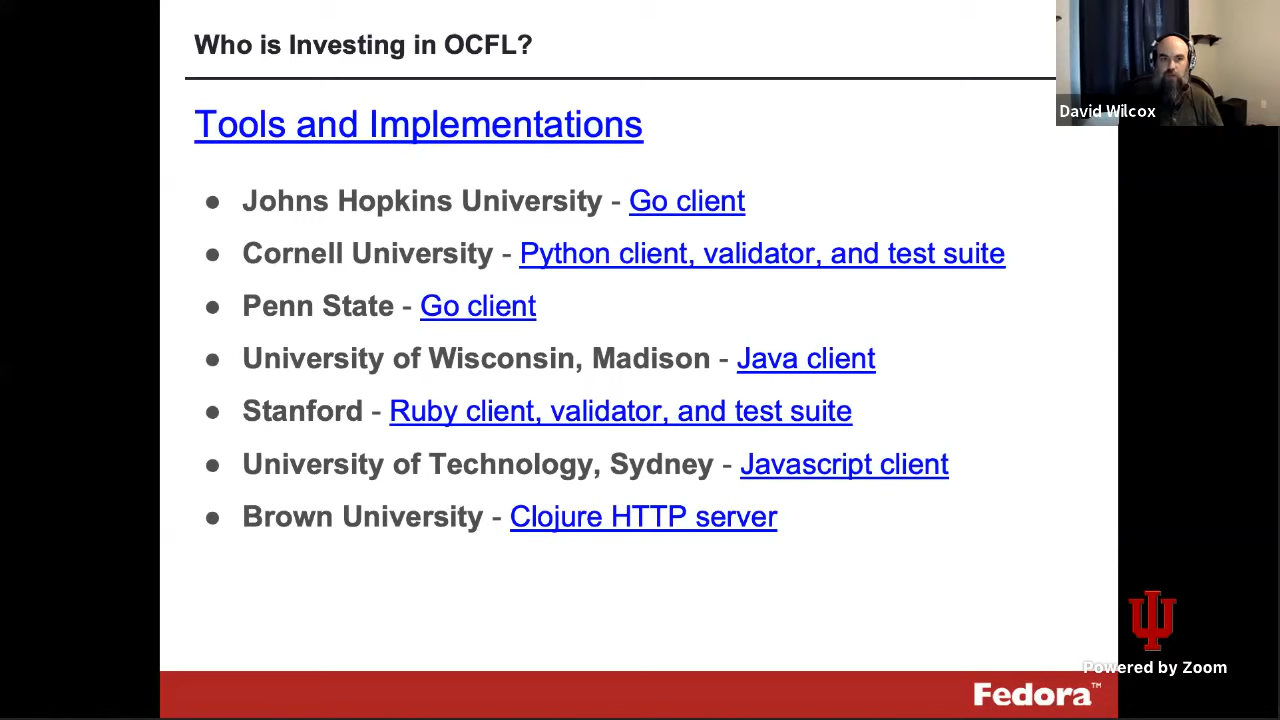 Who is Investing in OCFL?
David Wilcox
Tools and Implementations
● Johns Hopkins University - Go client
● Cornell University - Python client, validator, and test suite
● Penn State - Go client
● University of Wisconsin, Madison - Java client
● Stanford - Ruby client, validator, and test suite
● University of Technology, Sydney - Javascript client
● Brown University - Clojure HTTP server
Powered by Zoom
Fedora™